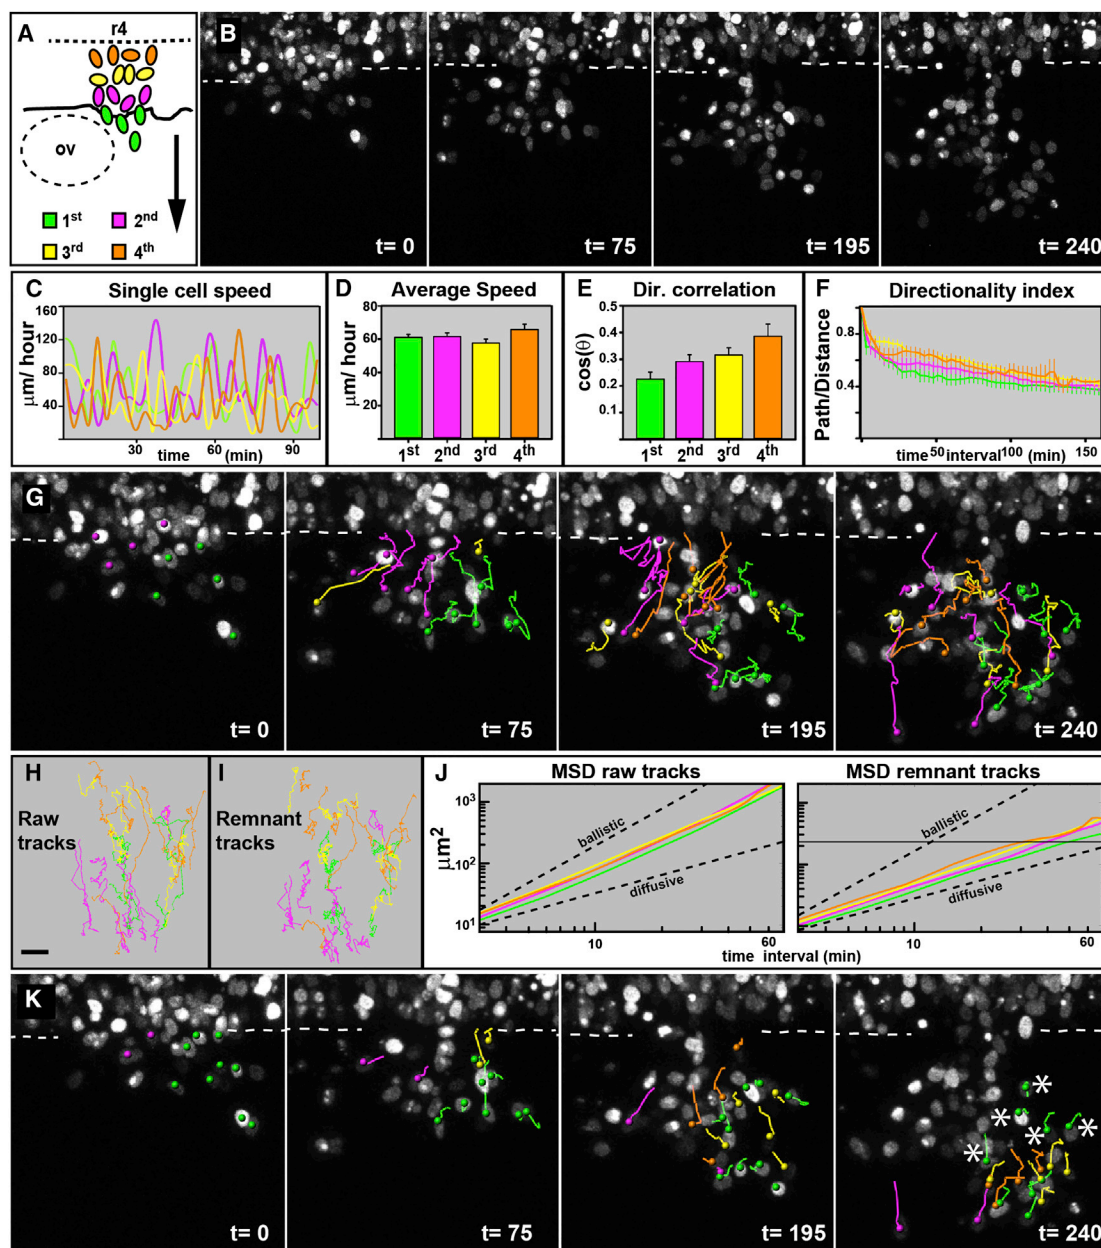 A
r4
ov
1st
2nd
3rd
4th
B
t= 0
t= 75
t= 195
t= 240
C
Single cell speed
μm/ hour
160
120
80
40
30
60
90
time (min)
D
Average Speed
μm/ hour
80
60
40
20
0
1st 2nd 3rd 4th
E
Dir. correlation
cos(θ)
0.5
0.4
0.3
0.2
0.1
1st 2nd 3rd 4th
F
Directionality index
Path/Distance
0.8
0.4
50
100
150
time interval (min)
G
t= 0
t= 75
t= 195
t= 240
H
Raw
tracks
I
Remnant
tracks
J
MSD raw tracks
MSD remnant tracks
μm2
103
102
101
ballistic
diffusive
ballistic
diffusive
10
60
10
60
time interval (min)
K
t= 0
t= 75
t= 195
* * * * *
t= 240